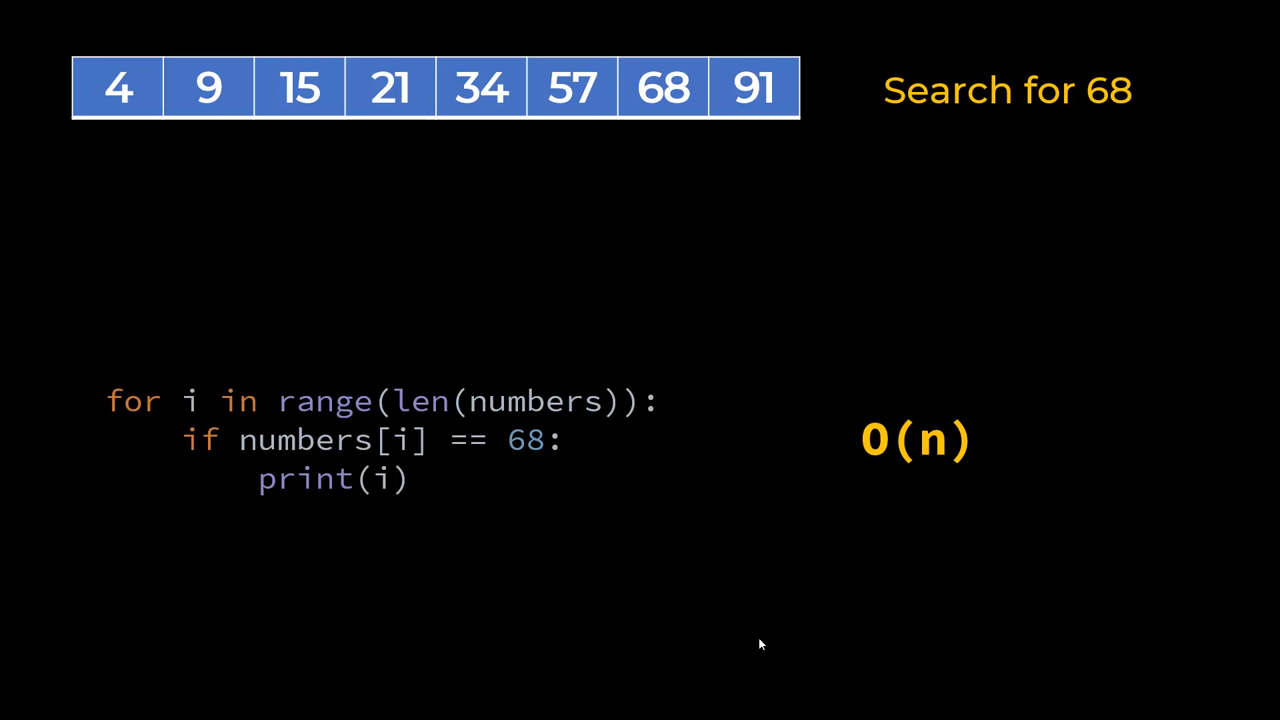 4 9 15 21 34 57 68 91
Search for 68
for i in range(len(numbers)):
    if numbers[i] == 68:
        print(i)
O(n)